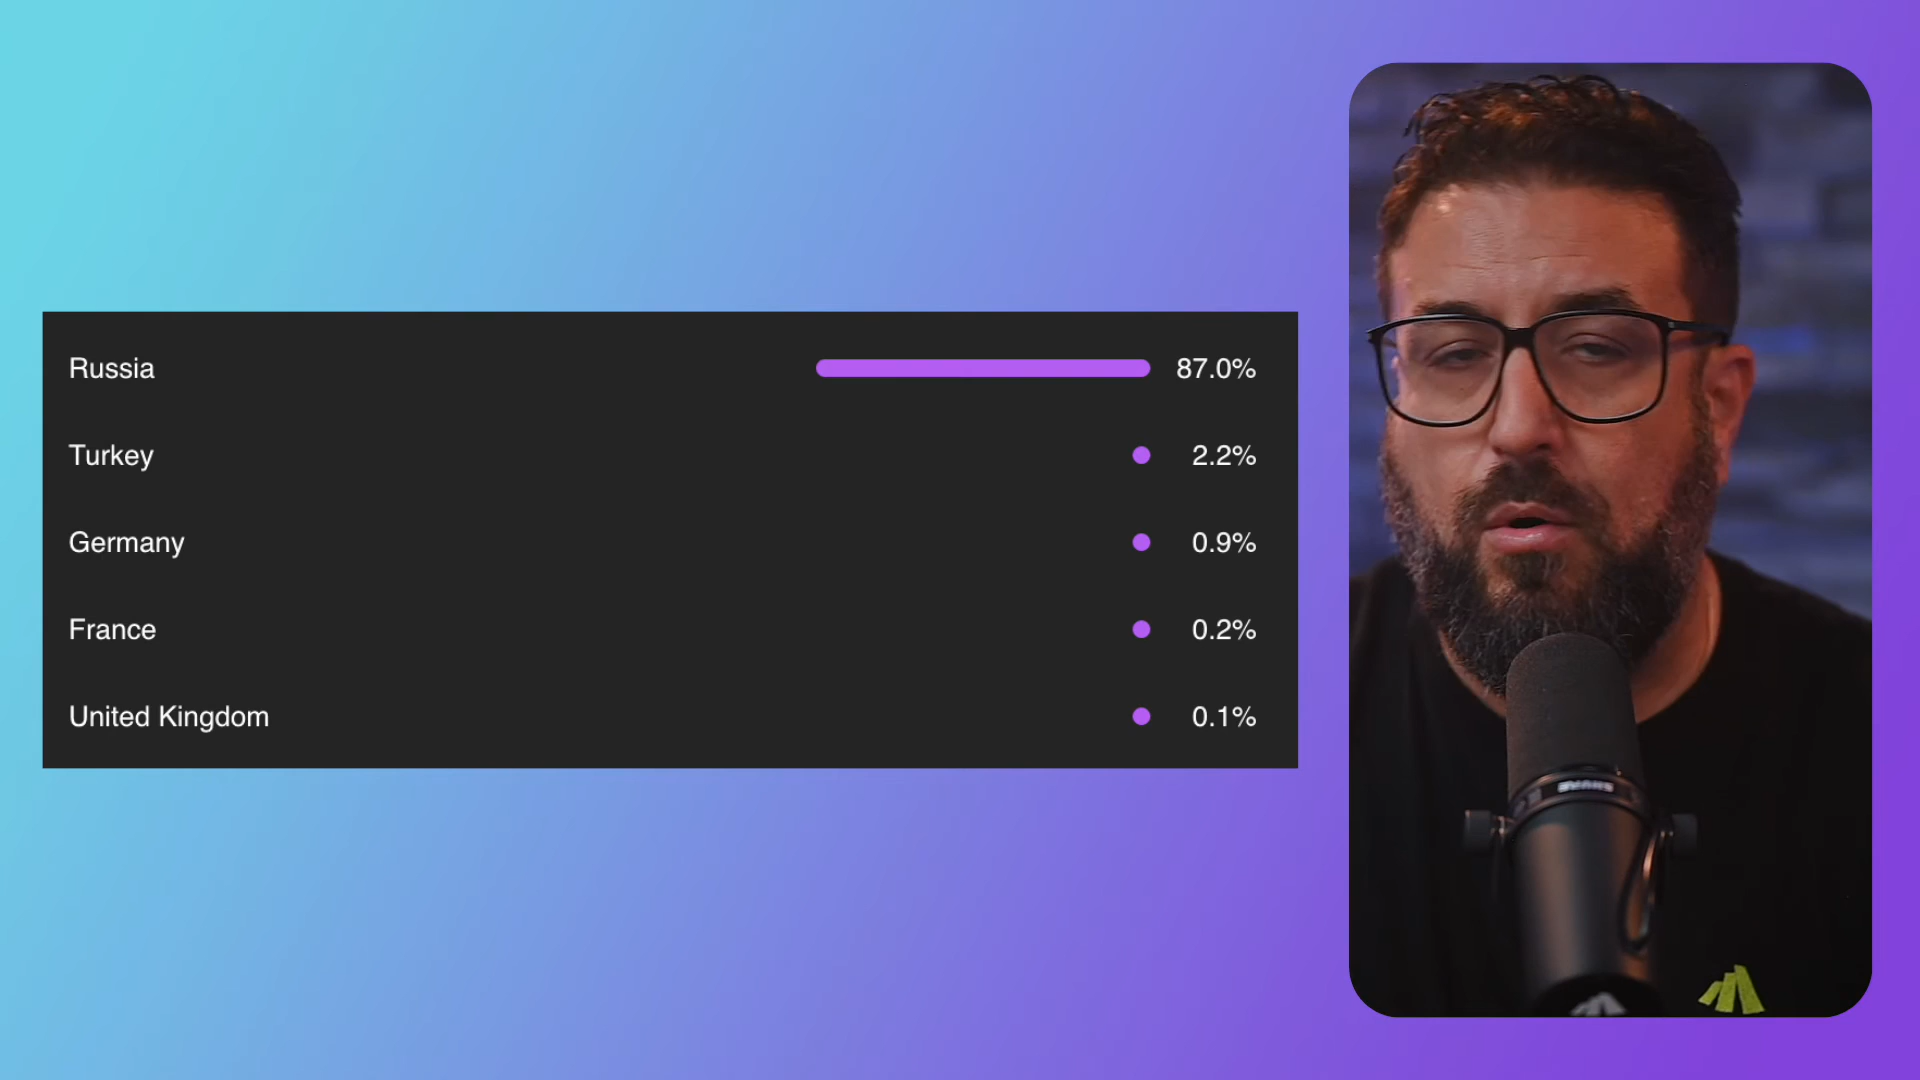 Russia 87.0%
Turkey 2.2%
Germany 0.9%
France 0.2%
United Kingdom 0.1%